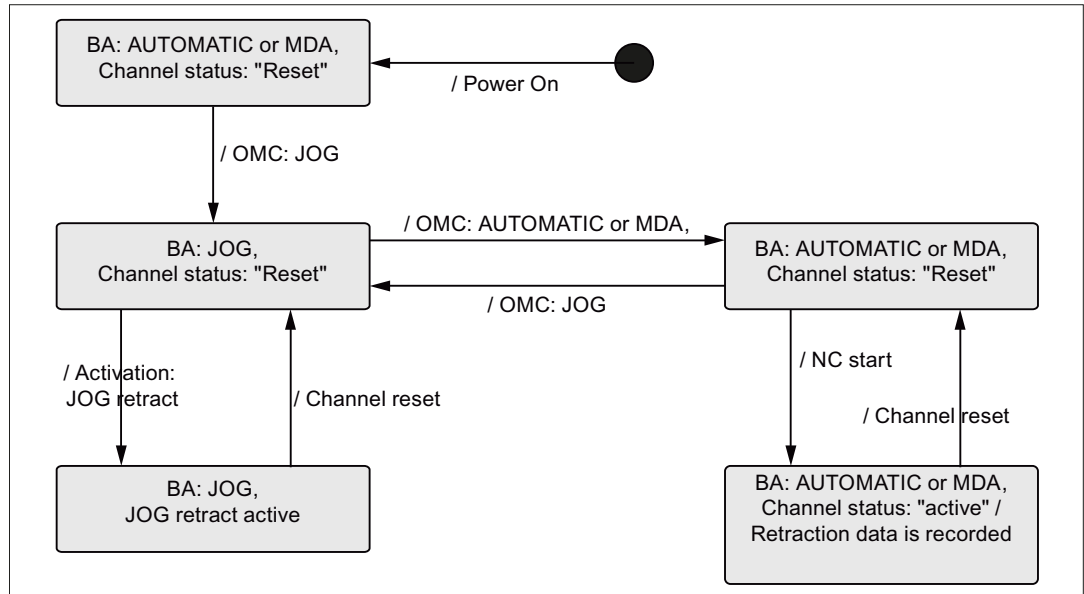 BA: AUTOMATIC or MDA,
Channel status: "Reset"
/ Power On
/ OMC: JOG
BA: JOG,
Channel status: "Reset"
/ OMC: AUTOMATIC or MDA,
/ OMC: JOG
BA: AUTOMATIC or MDA,
Channel status: "Reset"
/ Activation:
JOG retract
/ Channel reset
/ NC start
/ Channel reset
BA: JOG,
JOG retract active
BA: AUTOMATIC or MDA,
Channel status: "active" /
Retraction data is recorded